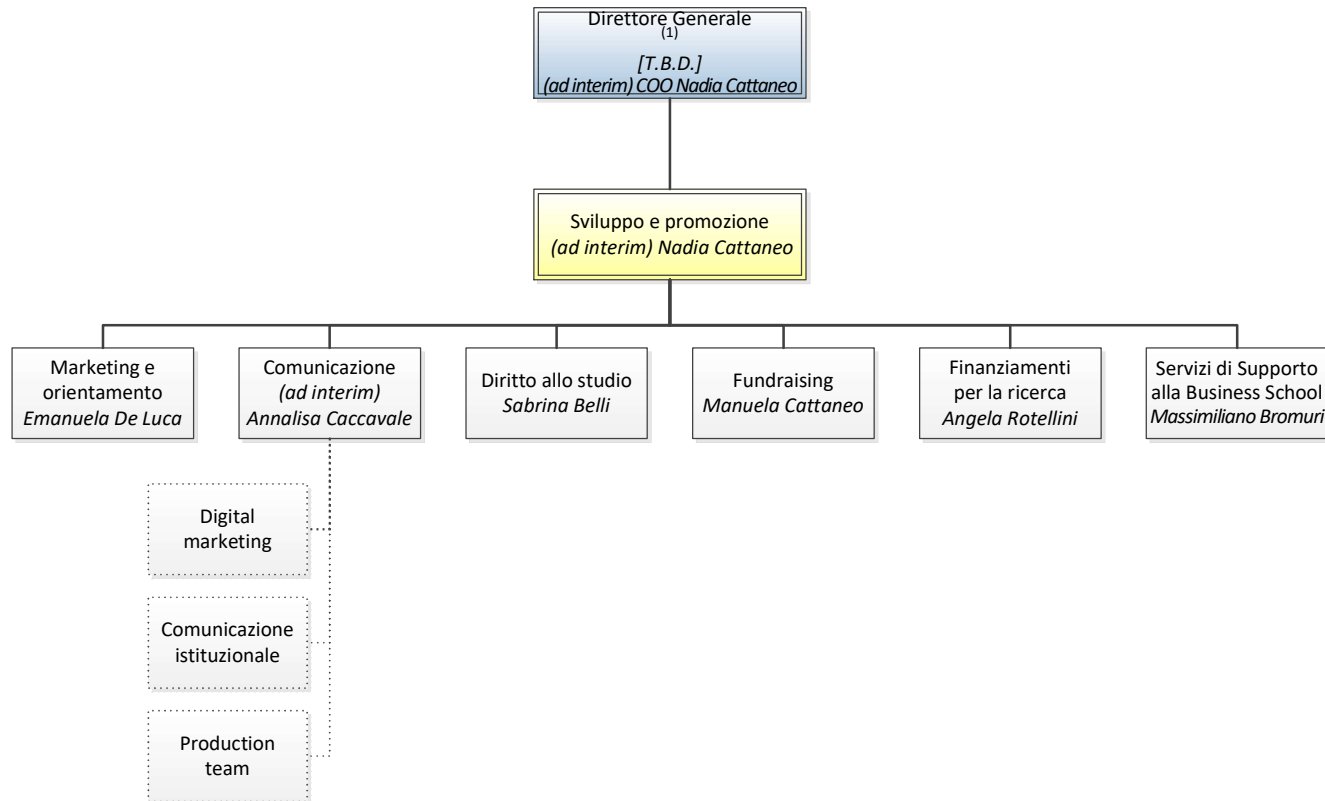 Direttore Generale
(1)
[T.B.D.]
(ad interim) COO Nadia Cattaneo
Sviluppo e promozione
(ad interim) Nadia Cattaneo
Marketing e
orientamento
Emanuela De Luca
Comunicazione
(ad interim)
Annalisa Caccavale
Diritto allo studio
Sabrina Belli
Fundraising
Manuela Cattaneo
Finanziamenti
per la ricerca
Angela Rotellini
Servizi di Supporto
alla Business School
Massimiliano Bromuri
Digital
marketing
Comunicazione
istituzionale
Production
team